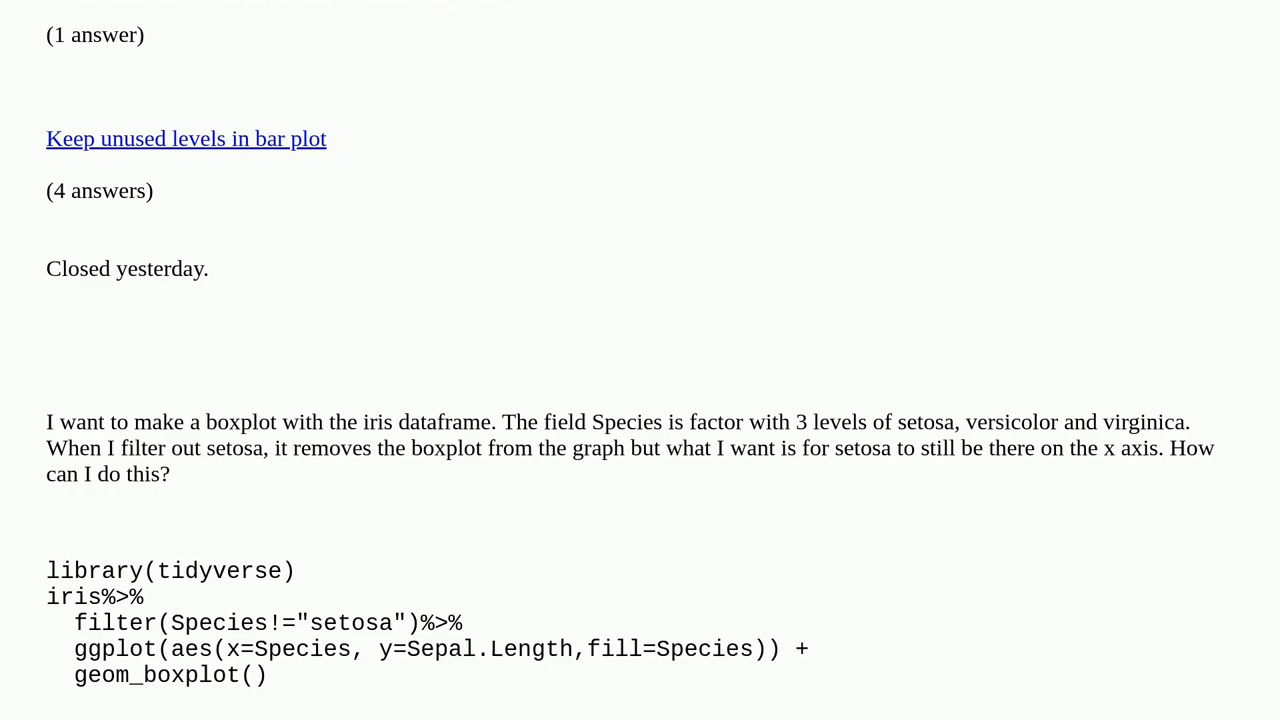 (1 answer)
Keep unused levels in bar plot
(4 answers)
Closed yesterday.
I want to make a boxplot with the iris dataframe. The field Species is factor with 3 levels of setosa, versicolor and virginica.
When I filter out setosa, it removes the boxplot from the graph but what I want is for setosa to still be there on the x axis. How
can I do this?
library(tidyverse)
iris%>%
  filter(Species!="setosa")%>%
  ggplot(aes(x=Species, y=Sepal.Length,fill=Species)) +
  geom_boxplot()